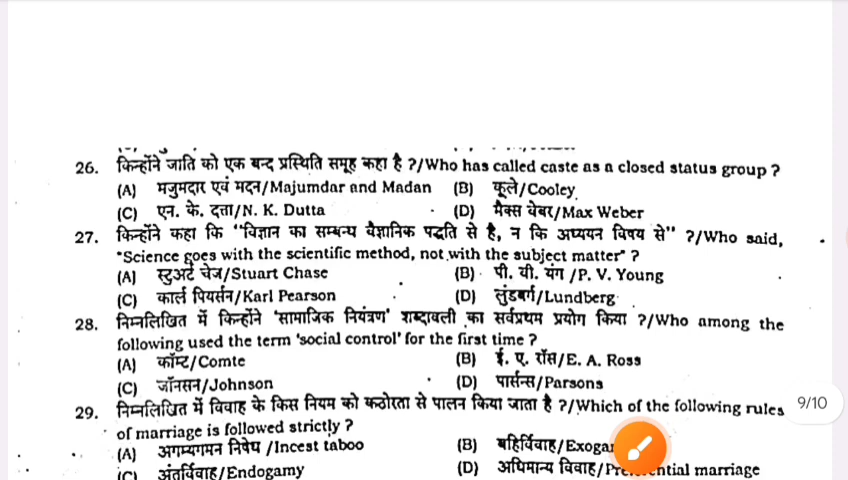 26. किन्होंने जाति को एक बन्द प्रस्थिति समूह कहा है ?/Who has called caste as a closed status group ?
(A) मजुमदार एवं मदन/Majumdar and Madan (B) कूले/Cooley
(C) एन. के. दत्ता/N. K. Dutta (D) मैक्स वेबर/Max Weber
27. किन्होंने कहा कि “विज्ञान का सम्बन्ध वैज्ञानिक पद्धति से है, न कि अध्ययन विषय से” ?/Who said,
"Science goes with the scientific method, not with the subject matter" ?
(A) स्टुअर्ट चेज/Stuart Chase (B) पी. वी. यंग /P. V. Young
(C) कार्ल पियर्सन/Karl Pearson (D) लुंडबर्ग/Lundberg
28. निम्नलिखित में किन्होंने ‘सामाजिक नियंत्रण’ शब्दावली का सर्वप्रथम प्रयोग किया ?/Who among the
following used the term ‘social control’ for the first time ?
(A) कॉम्ट/Comte (B) ई. ए. रॉस/E. A. Ross
(C) जॉनसन/Johnson (D) पार्सन्स/Parsons
29. निम्नलिखित में विवाह के किस नियम को कठोरता से पालन किया जाता है ?/Which of the following rules
9/10
of marriage is followed strictly ?
(A) अगम्यगमन निषेध /Incest taboo (B) बहिर्विवाह/Exoga
(C) अंतर्विवाह/Endogamy (D) अधिमान्य विवाह/ marriage